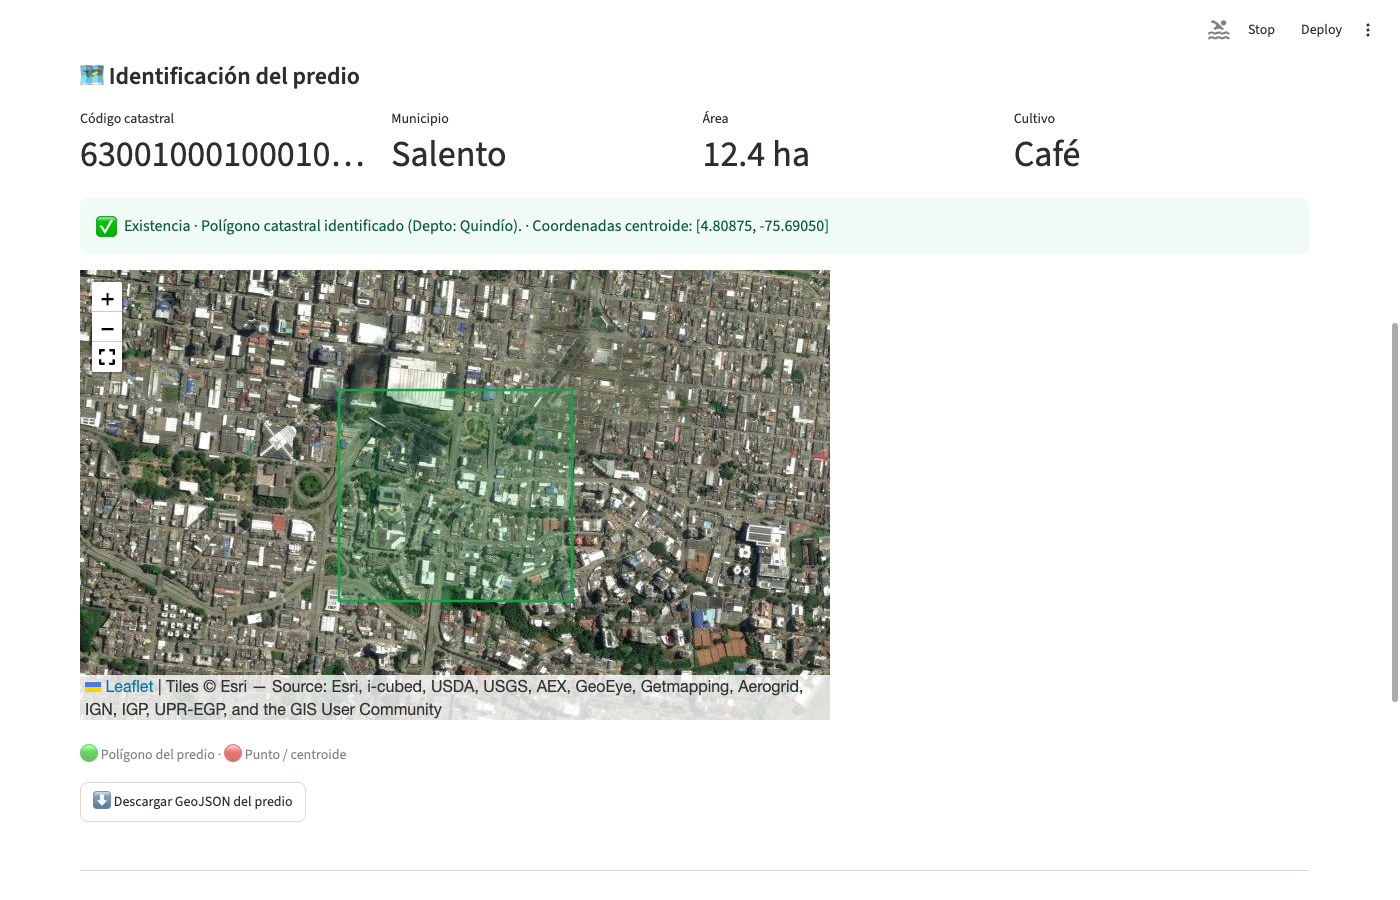 Stop
Deploy
Identificación del predio
Código catastral
Municipio
Área
Cultivo
63001000100010…
Salento
12.4 ha
Café
Existencia · Polígono catastral identificado (Depto: Quindío). · Coordenadas centroide: [4.80875, -75.69050]
+
−
Leaflet | Tiles © Esri — Source: Esri, i-cubed, USDA, USGS, AEX, GeoEye, Getmapping, Aerogrid,
IGN, IGP, UPR-EGP, and the GIS User Community
Polígono del predio · Punto / centroide
Descargar GeoJSON del predio